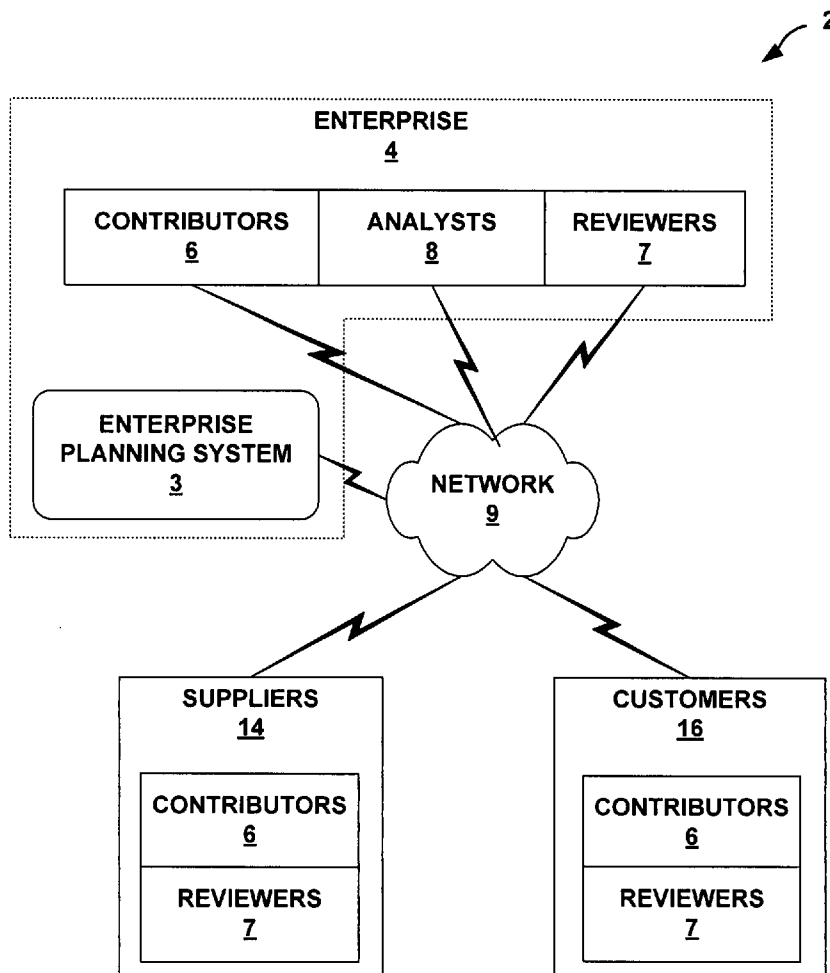 2
ENTERPRISE
4
CONTRIBUTORS
6
ANALYSTS
8
REVIEWERS
7
ENTERPRISE
PLANNING SYSTEM
3
NETWORK
9
SUPPLIERS
14
CONTRIBUTORS
6
REVIEWERS
7
CUSTOMERS
16
CONTRIBUTORS
6
REVIEWERS
7